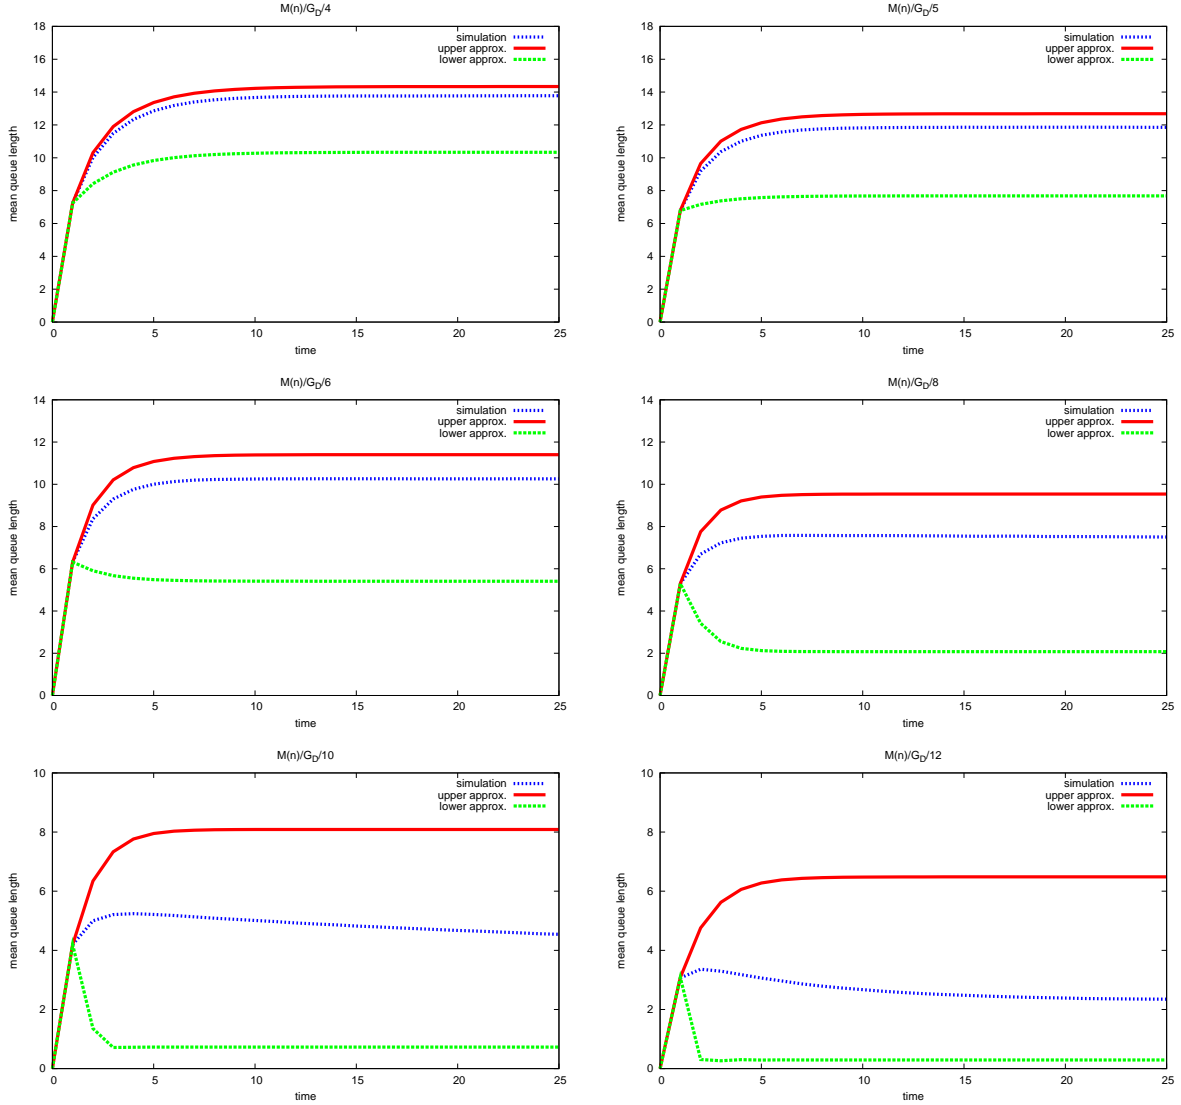 M(n)/G_D/4
18
16
14
12
10
8
6
4
2
0
mean queue length
simulation
upper approx.
lower approx.
0 5 10 15 20 25
time
M(n)/G_D/5
18
16
14
12
10
8
6
4
2
0
mean queue length
simulation
upper approx.
lower approx.
0 5 10 15 20 25
time
M(n)/G_D/6
14
12
10
8
6
4
2
0
mean queue length
simulation
upper approx.
lower approx.
0 5 10 15 20 25
time
M(n)/G_D/8
14
12
10
8
6
4
2
0
mean queue length
simulation
upper approx.
lower approx.
0 5 10 15 20 25
time
M(n)/G_D/10
10
8
6
4
2
0
mean queue length
simulation
upper approx.
lower approx.
0 5 10 15 20 25
time
M(n)/G_D/12
10
8
6
4
2
0
mean queue length
simulation
upper approx.
lower approx.
0 5 10 15 20 25
time